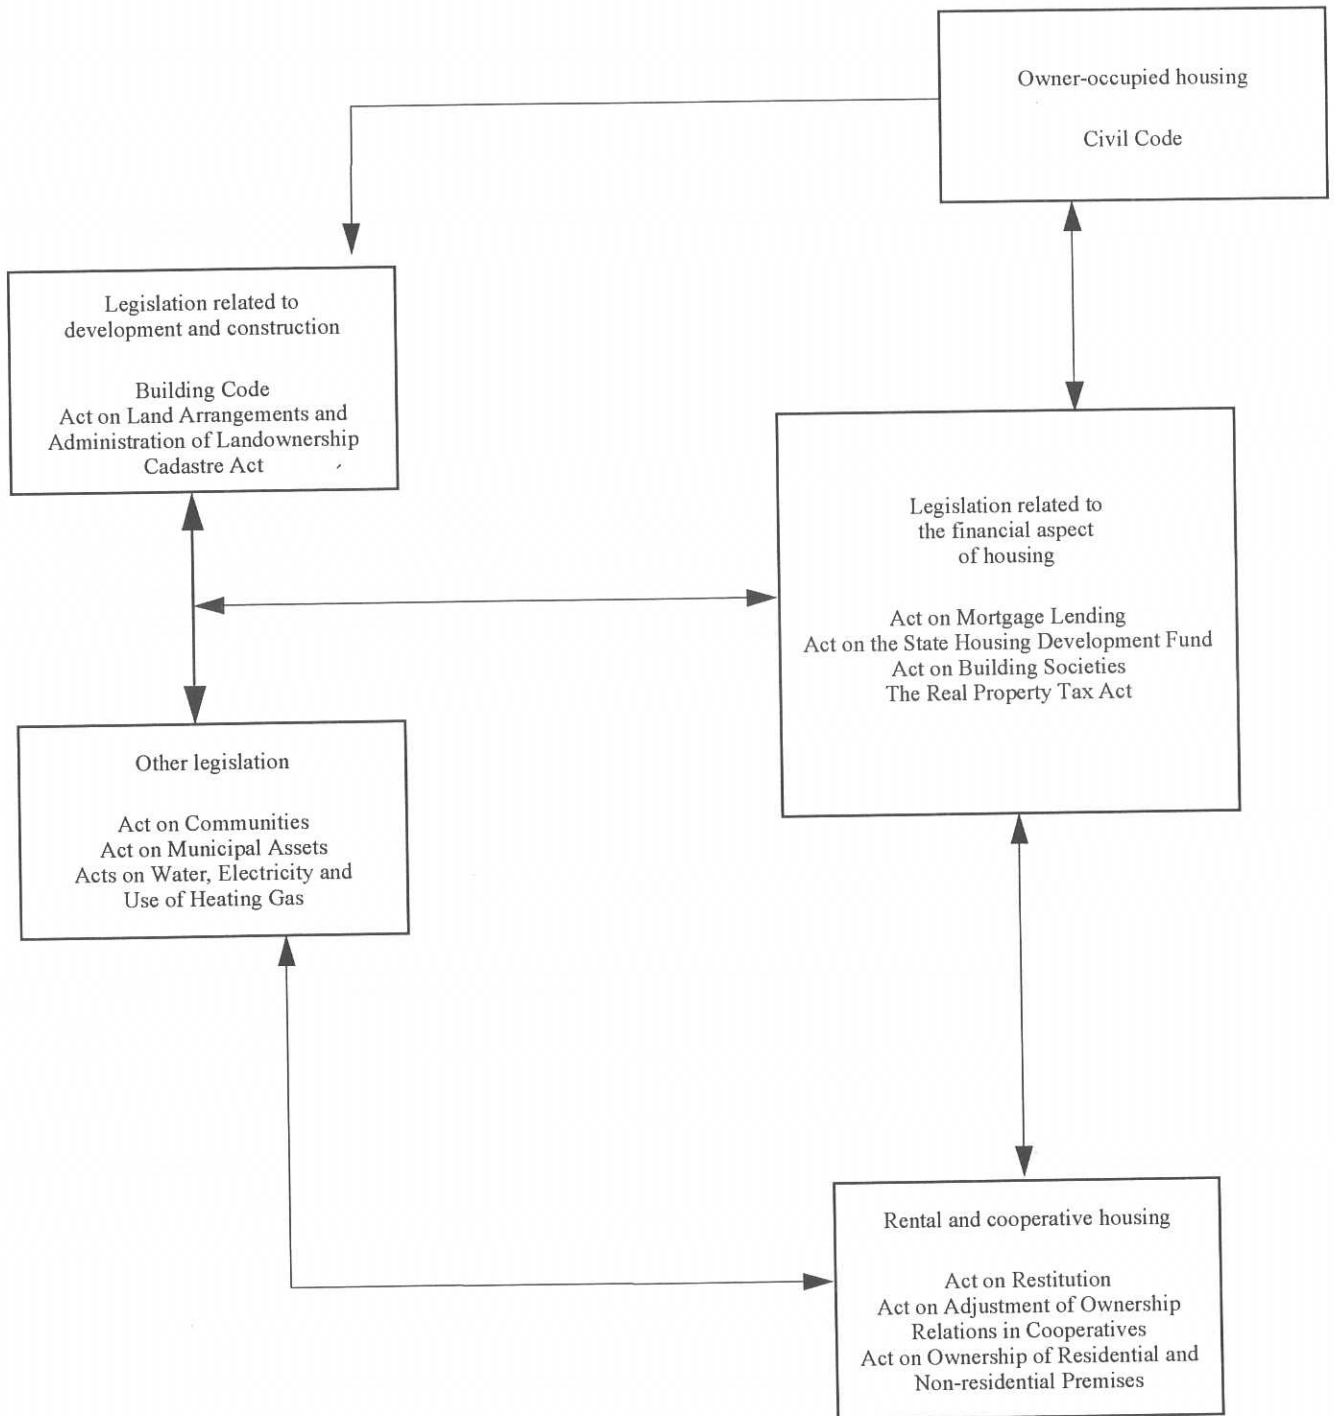 Owner-occupied housing
Civil Code
Legislation related to
development and construction
Building Code
Act on Land Arrangements and
Administration of Landownership
Cadastre Act
Legislation related to
the financial aspect
of housing
Act on Mortgage Lending
Act on the State Housing Development Fund
Act on Building Societies
The Real Property Tax Act
Other legislation
Act on Communities
Act on Municipal Assets
Acts on Water, Electricity and
Use of Heating Gas
Rental and cooperative housing
Act on Restitution
Act on Adjustment of Ownership
Relations in Cooperatives
Act on Ownership of Residential and
Non-residential Premises